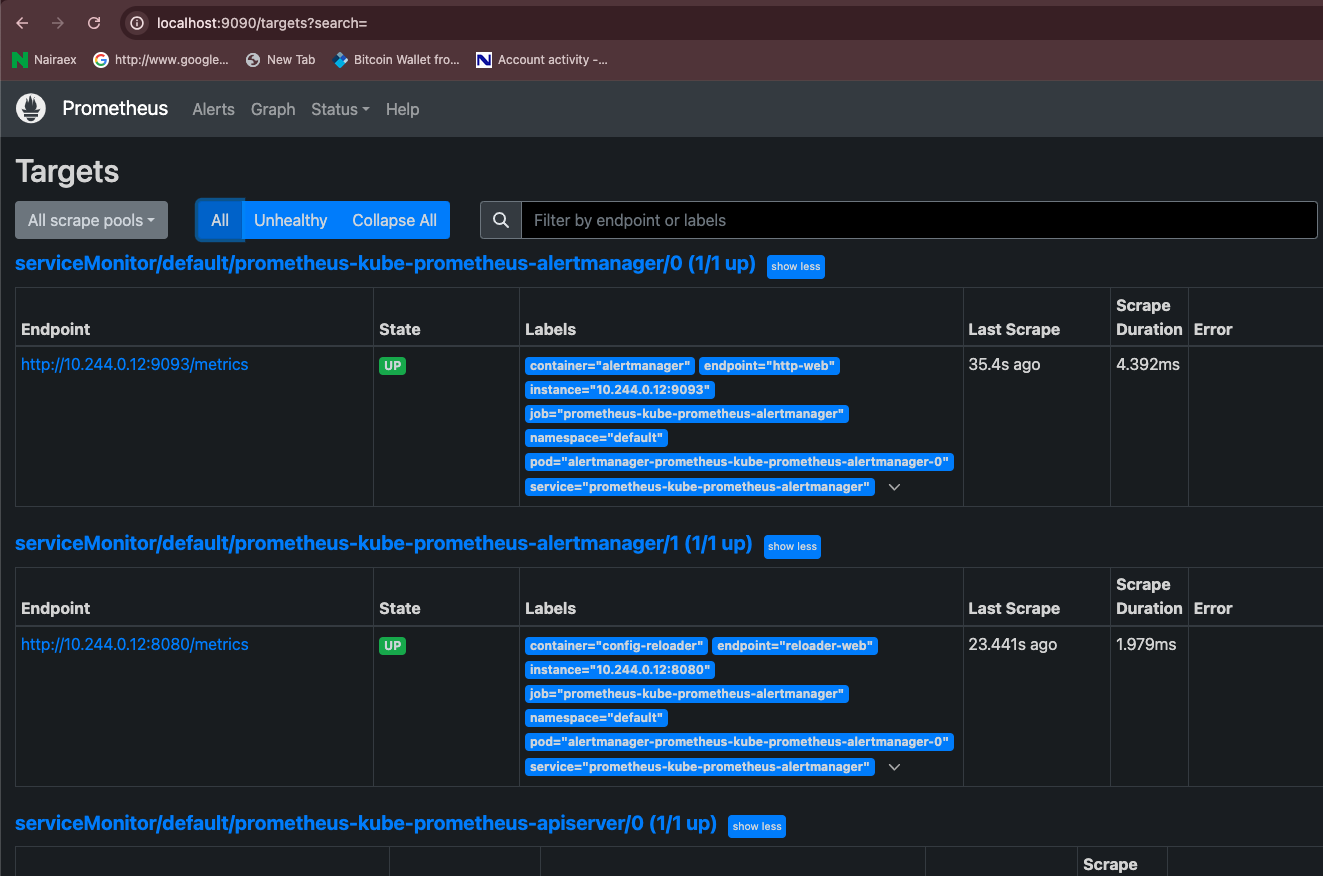 localhost:9090/targets?search=
Nairaex http://www.google... New Tab Bitcoin Wallet fro... Account activity -...
Prometheus Alerts Graph Status Help
Targets
All scrape pools All Unhealthy Collapse All Filter by endpoint or labels
serviceMonitor/default/prometheus-kube-prometheus-alertmanager/0 (1/1 up) show less
Endpoint State Labels Last Scrape Scrape Duration Error
http://10.244.0.12:9093/metrics UP container="alertmanager" endpoint="http-web" 35.4s ago 4.392ms
instance="10.244.0.12:9093"
job="prometheus-kube-prometheus-alertmanager"
namespace="default"
pod="alertmanager-prometheus-kube-prometheus-alertmanager-0"
service="prometheus-kube-prometheus-alertmanager"
serviceMonitor/default/prometheus-kube-prometheus-alertmanager/1 (1/1 up) show less
Endpoint State Labels Last Scrape Scrape Duration Error
http://10.244.0.12:8080/metrics UP container="config-reloader" endpoint="reloader-web" 23.441s ago 1.979ms
instance="10.244.0.12:8080"
job="prometheus-kube-prometheus-alertmanager"
namespace="default"
pod="alertmanager-prometheus-kube-prometheus-alertmanager-0"
service="prometheus-kube-prometheus-alertmanager"
serviceMonitor/default/prometheus-kube-prometheus-apiserver/0 (1/1 up) show less
Scrape